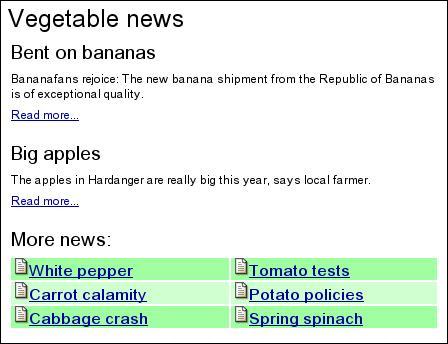 Vegetable news
Bent on bananas
Bananafans rejoice: The new banana shipment from the Republic of Bananas
is of exceptional quality.
Read more...
Big apples
The apples in Hardanger are really big this year, says local farmer.
Read more...
More news:
White pepper Tomato tests
Carrot calamity Potato policies
Cabbage crash Spring spinach